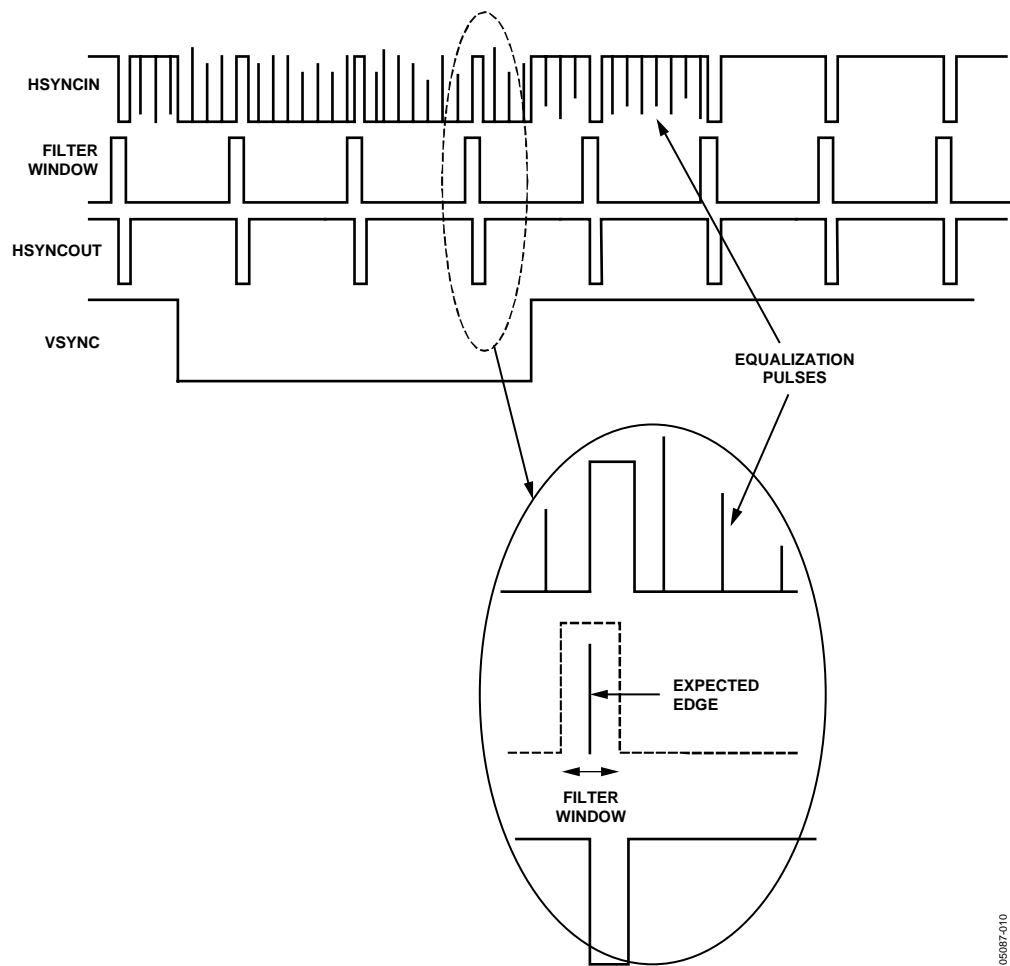 HSYNCIN
FILTER
WINDOW
HSYNCOUT
VSYNC
EQUALIZATION
PULSES
EXPECTED
EDGE
FILTER
WINDOW
05087-010